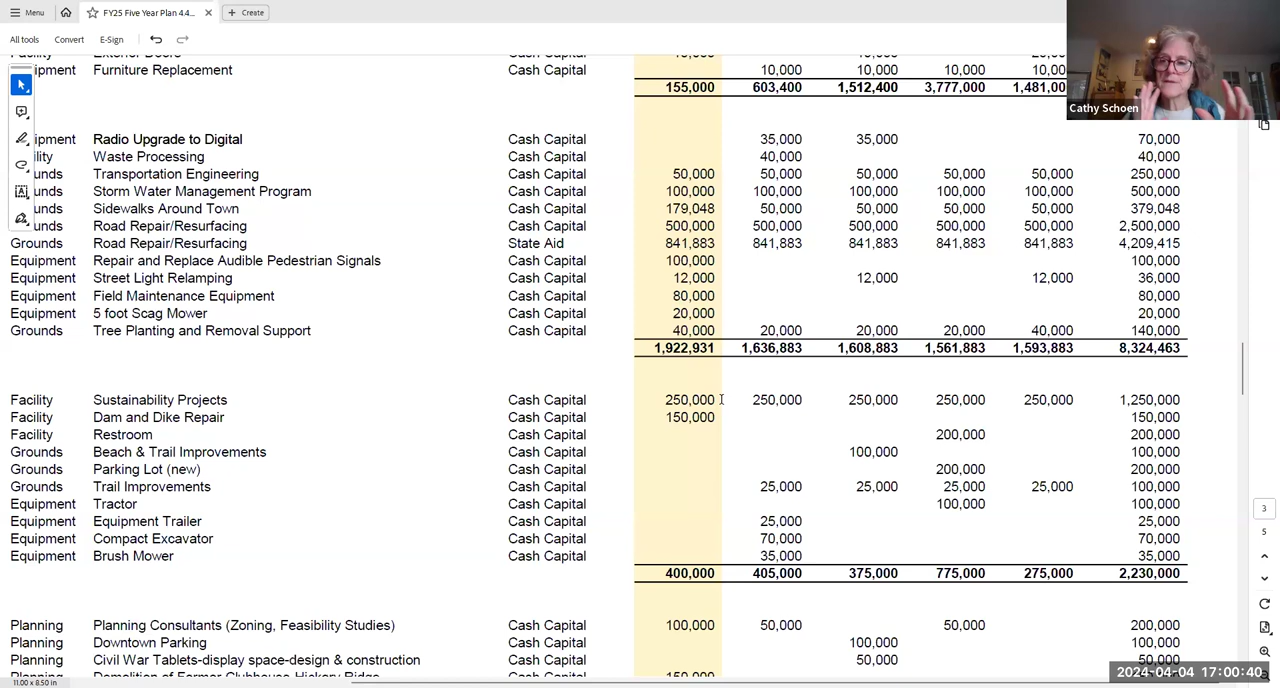 Menu FY25 Five Year Plan 4.4... Create
All tools Convert E-Sign
Furniture Replacement Cash Capital 10,000 10,000 10,000 10,00
155,000 603,400 1,512,400 3,777,000 1,481,00
Cathy Schoen
ipment Radio Upgrade to Digital Cash Capital 35,000 35,000 70,000
ility Waste Processing Cash Capital 40,000 40,000
unds Transportation Engineering Cash Capital 50,000 50,000 50,000 50,000 50,000 250,000
Storm Water Management Program Cash Capital 100,000 100,000 100,000 100,000 100,000 500,000
unds Sidewalks Around Town Cash Capital 179,048 50,000 50,000 50,000 50,000 379,048
Road Repair/Resurfacing Cash Capital 500,000 500,000 500,000 500,000 500,000 2,500,000
Grounds Road Repair/Resurfacing State Aid 841,883 841,883 841,883 841,883 841,883 4,209,415
Equipment Repair and Replace Audible Pedestrian Signals Cash Capital 100,000 100,000
Equipment Street Light Relamping Cash Capital 12,000 12,000 12,000 36,000
Equipment Field Maintenance Equipment Cash Capital 80,000 80,000
Equipment 5 foot Scag Mower Cash Capital 20,000 20,000
Grounds Tree Planting and Removal Support Cash Capital 40,000 20,000 20,000 20,000 40,000 140,000
1,922,931 1,636,883 1,608,883 1,561,883 1,593,883 8,324,463
Facility Sustainability Projects Cash Capital 250,000 250,000 250,000 250,000 250,000 1,250,000
Facility Dam and Dike Repair Cash Capital 150,000 150,000
Facility Restroom Cash Capital 200,000 200,000
Grounds Beach & Trail Improvements Cash Capital 100,000 100,000
Grounds Parking Lot (new) Cash Capital 200,000 200,000
Grounds Trail Improvements Cash Capital 25,000 25,000 25,000 25,000 100,000
Equipment Tractor Cash Capital 100,000 100,000
3
Equipment Equipment Trailer Cash Capital 25,000 25,000
5
Equipment Compact Excavator Cash Capital 70,000 70,000
Equipment Brush Mower Cash Capital 35,000 35,000
400,000 405,000 375,000 775,000 275,000 2,230,000
Planning Planning Consultants (Zoning, Feasibility Studies) Cash Capital 100,000 50,000 50,000 200,000
Planning Downtown Parking Cash Capital 100,000 100,000
Planning Civil War Tablets-display space-design & construction Cash Capital 50,000 50,000
2024-04-04 17:00:40
11.00 x 8.50 in